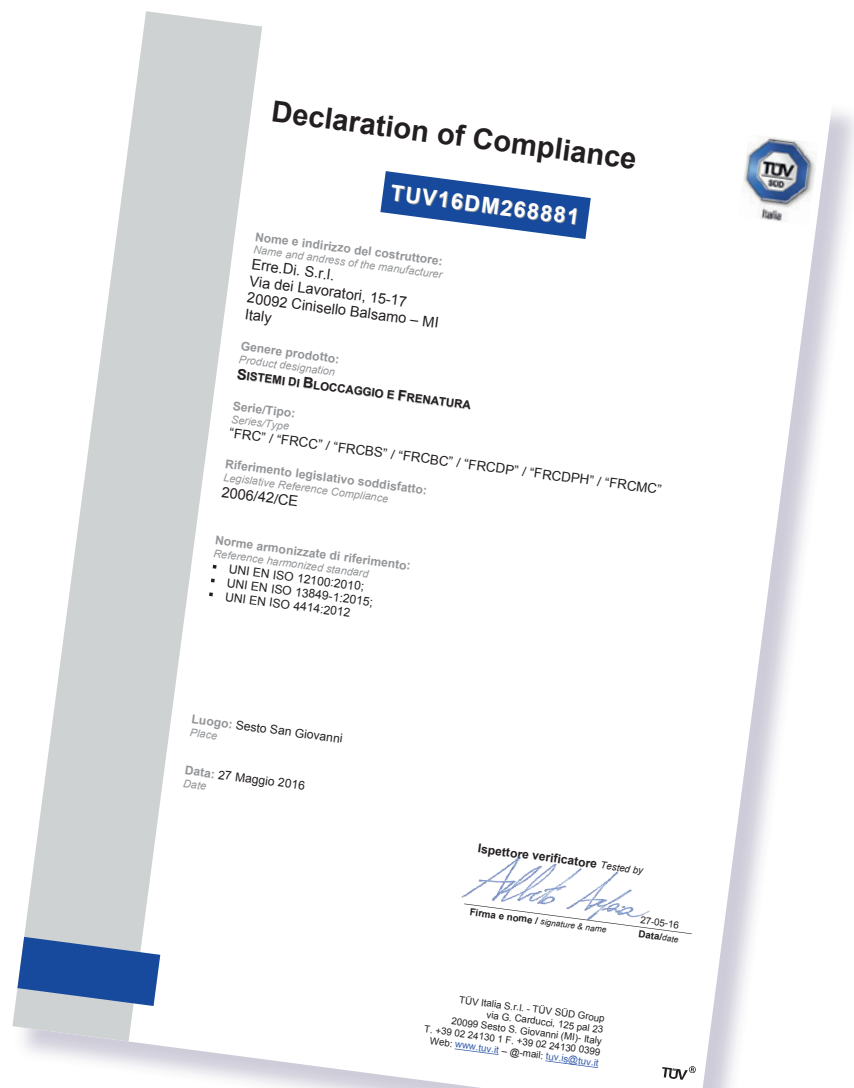 Declaration of Compliance
TÜV
SÜD
Italia
TUV16DM268881
Nome e indirizzo del costruttore:
Name and andress of the manufacturer
Erre.Di. S.r.l.
Via dei Lavoratori, 15-17
20092 Cinisello Balsamo – MI
Italy
Genere prodotto:
Product designation
SISTEMI DI BLOCCAGGIO E FRENATURA
Serie/Tipo:
Series/Type
“FRC” / “FRCC” / “FRCBS” / “FRCBC” / “FRCDP” / “FRCDPH” / “FRCMC”
Riferimento legislativo soddisfatto:
Legislative Reference Compliance
2006/42/CE
Norme armonizzate di riferimento:
Reference harmonized standard
▪ UNI EN ISO 12100:2010;
▪ UNI EN ISO 13849-1:2015;
▪ UNI EN ISO 4414:2012
Luogo: Sesto San Giovanni
Place
Data: 27 Maggio 2016
Date
Ispettore verificatore Tested by
27-05-16
Firma e nome / signature & name Data/date
TÜV Italia S.r.l. - TÜV SÜD Group
via G. Carducci, 125 pal 23
20099 Sesto S. Giovanni (MI)- Italy
T. +39 02 24130 1 F. +39 02 24130 0399
Web: www.tuv.it – @-mail: tuv.is@tuv.it
TÜV®